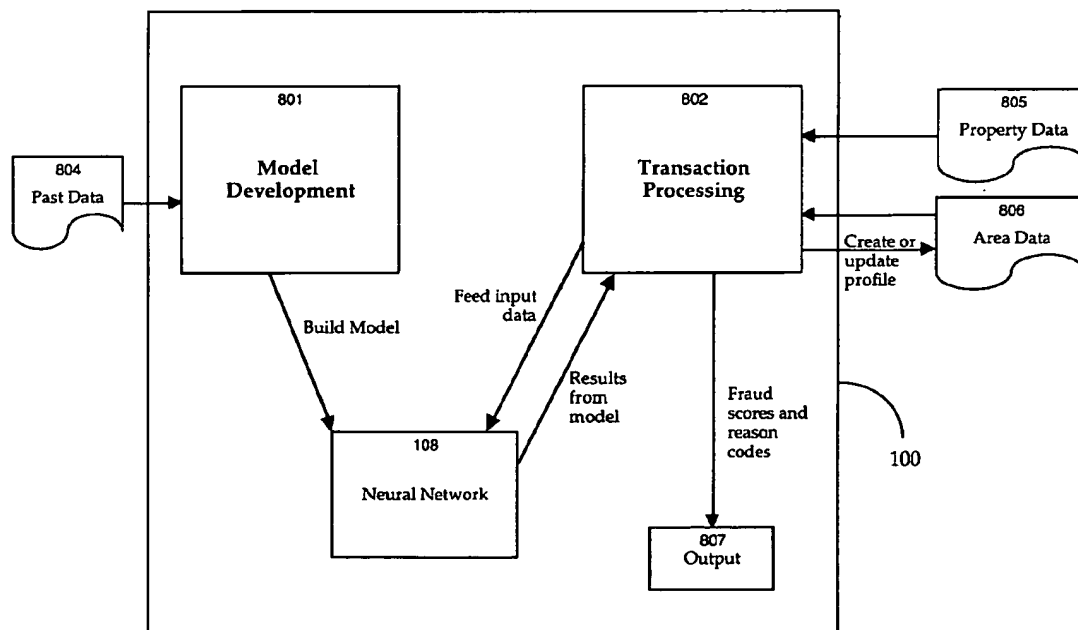 801
Model
Development
802
Transaction
Processing
805
Property Data
804
Past Data
806
Area Data
Create or
update
profile
Feed input
data
Build Model
Results
from
model
Fraud
scores and
reason
codes
100
108
Neural Network
807
Output